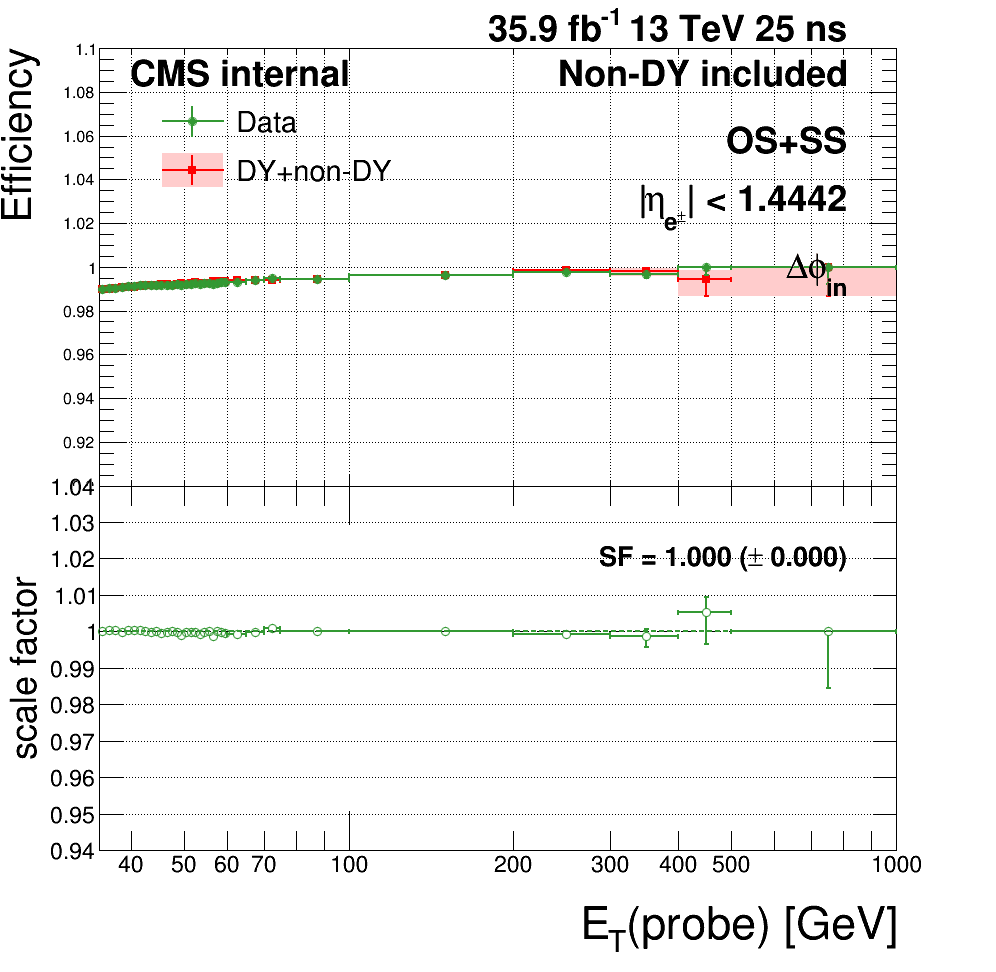 35.9 fb⁻¹ 13 TeV 25 ns
Efficiency
1.1
1.08
1.06
1.04
1.02
1
0.98
0.96
0.94
0.92
CMS internal
Data
DY+non-DY
Non-DY included
OS+SS
|η_e±| < 1.4442
Δϕ_in
scale factor
1.04
1.03
1.02
1.01
1
0.99
0.98
0.97
0.96
0.95
0.94
SF = 1.000 (± 0.000)
40 50 60 70 100 200 300 400 500 1000
E_T(probe) [GeV]